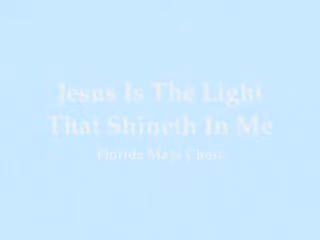 Jesus Is The Light
That Shineth In Me
Florida Mass Choir